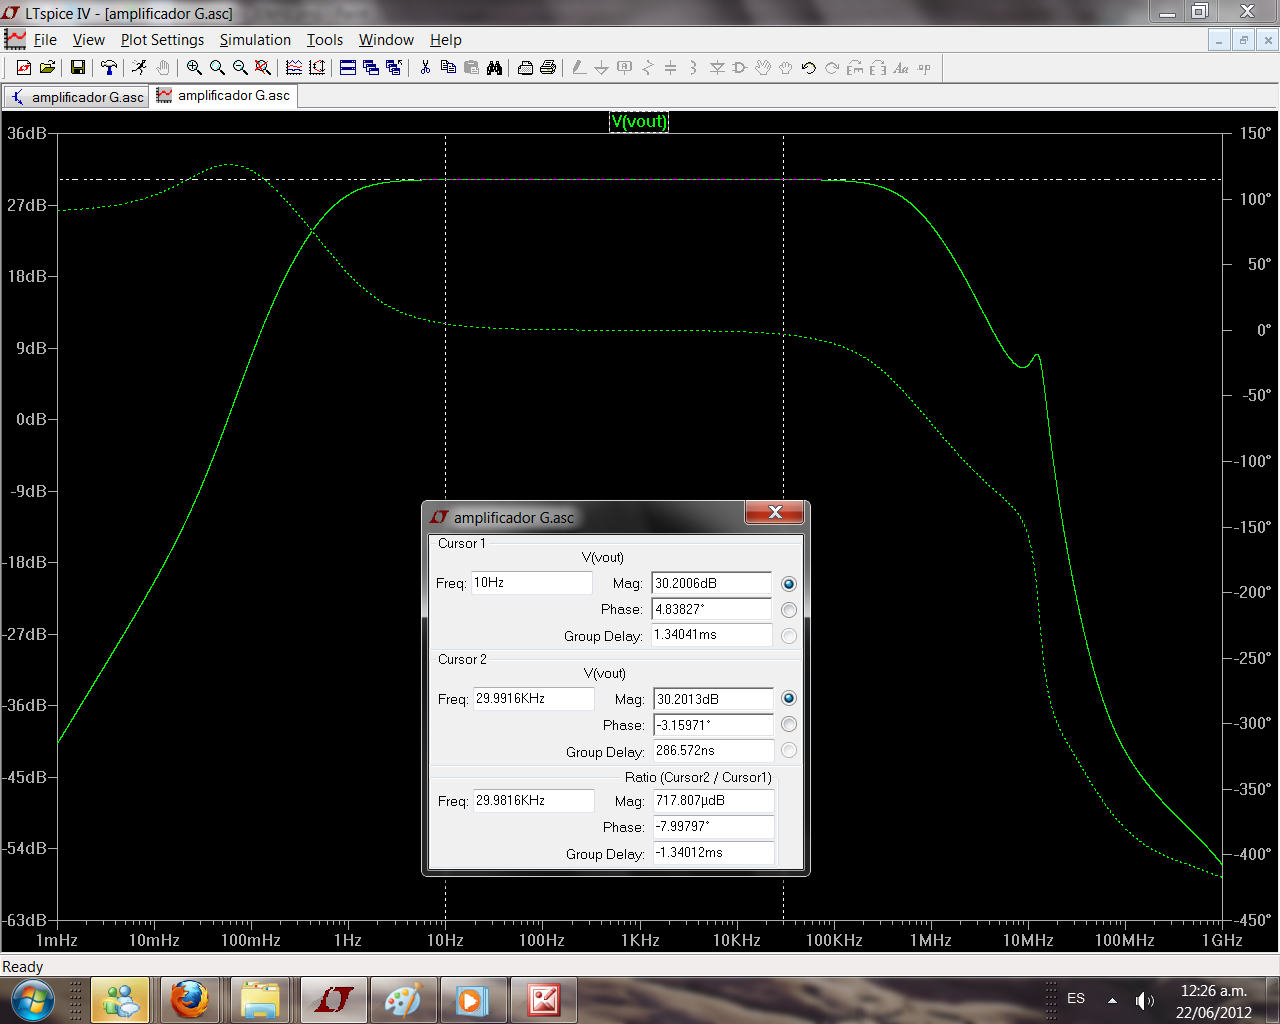 LTspice IV - [amplificador G.asc]
File View Plot Settings Simulation Tools Window Help
amplificador G.asc amplificador G.asc
V(vout)
36dB 150°
27dB 100°
18dB 50°
9dB 0°
0dB -50°
-9dB -100°
-18dB -150°
-27dB -200°
-36dB -250°
-45dB -300°
-54dB -350°
-63dB -400°
-450°
1mHz 10mHz 100mHz 1Hz 10Hz 100Hz 1KHz 10KHz 100KHz 1MHz 10MHz 100MHz 1GHz
amplificador G.asc
Cursor 1
V(vout)
Freq: 10Hz Mag: 30.2006dB
Phase: 4.83827°
Group Delay: 1.34041ms
Cursor 2
V(vout)
Freq: 29.9916KHz Mag: 30.2013dB
Phase: -3.15971°
Group Delay: 286.572ns
Ratio (Cursor2 / Cursor1)
Freq: 29.9816KHz Mag: 717.807µdB
Phase: -7.99797°
Group Delay: -1.34012ms
Ready
ES 12:26 a.m.
22/06/2012